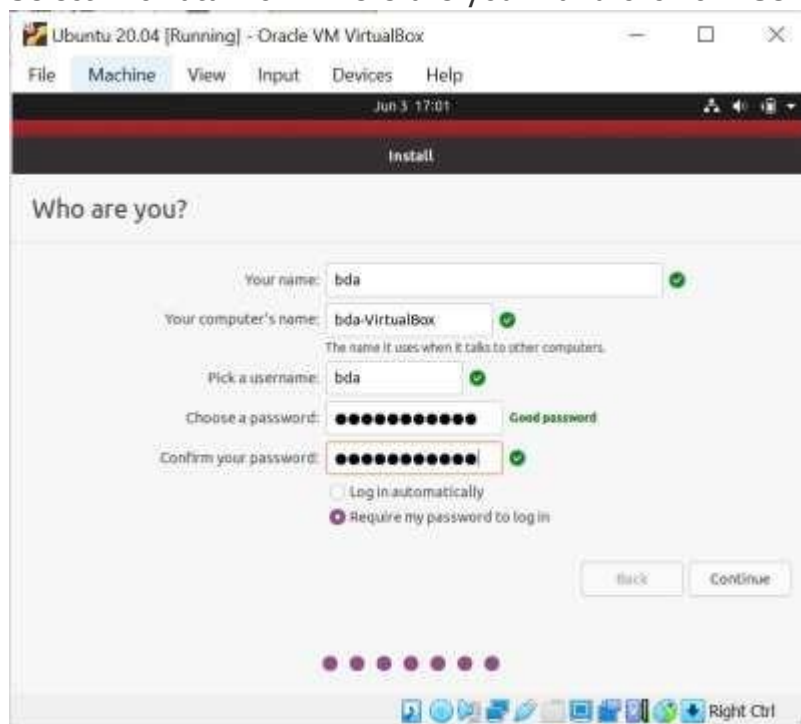 Ubuntu 20.04 [Running] - Oracle VM VirtualBox
File Machine View Input Devices Help
Jun 3 17:01
Install
Who are you?
Your name: bda
Your computer's name: bda-VirtualBox
The name it uses when it talks to other computers.
Pick a username: bda
Choose a password: ●●●●●●●●●●● Good password
Confirm your password: ●●●●●●●●●●●
Log in automatically
Require my password to log in
Back Continue
Right Ctrl